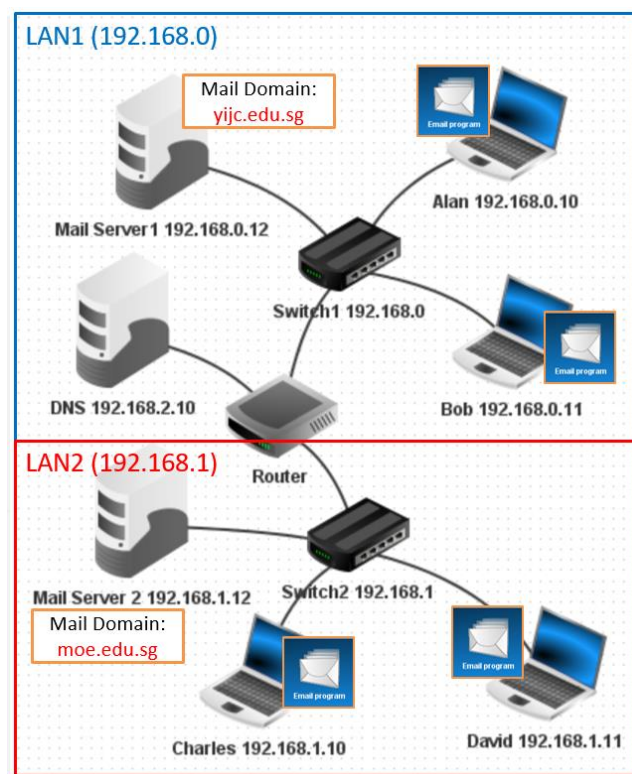 LAN1 (192.168.0)
Mail Domain:
yijc.edu.sg
Email program
Mail Server1 192.168.0.12
Alan 192.168.0.10
Switch1 192.168.0
Email program
DNS 192.168.2.10
Bob 192.168.0.11
LAN2 (192.168.1)
Router
Mail Server 2 192.168.1.12
Switch2 192.168.1
Mail Domain:
moe.edu.sg
Email program
Email program
Charles 192.168.1.10
David 192.168.1.11